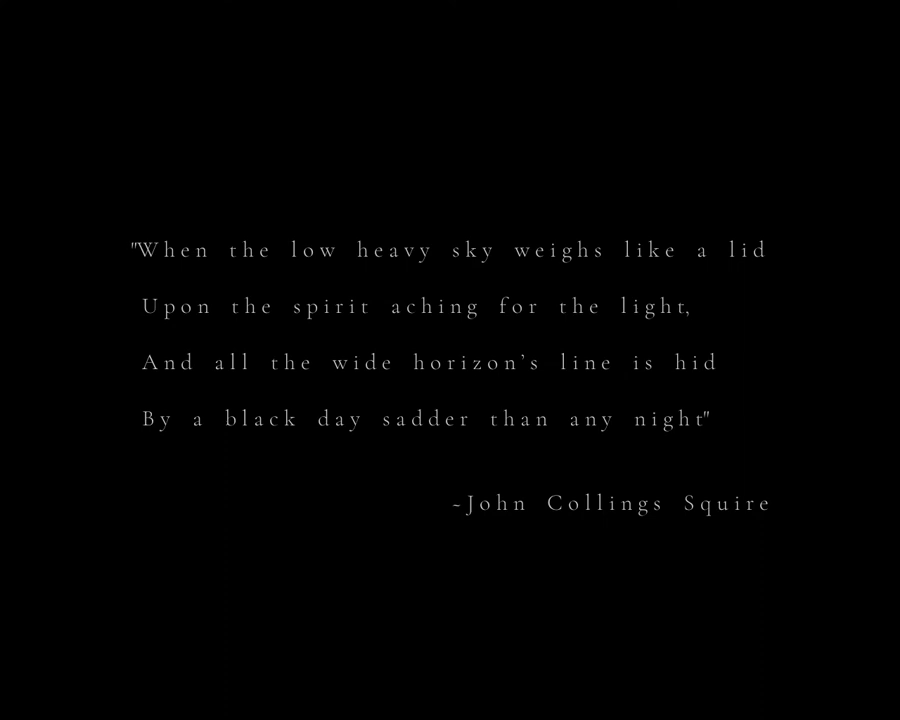 "When the low heavy sky weighs like a lid
Upon the spirit aching for the light,
And all the wide horizon’s line is hid
By a black day sadder than any night"
~John Collings Squire